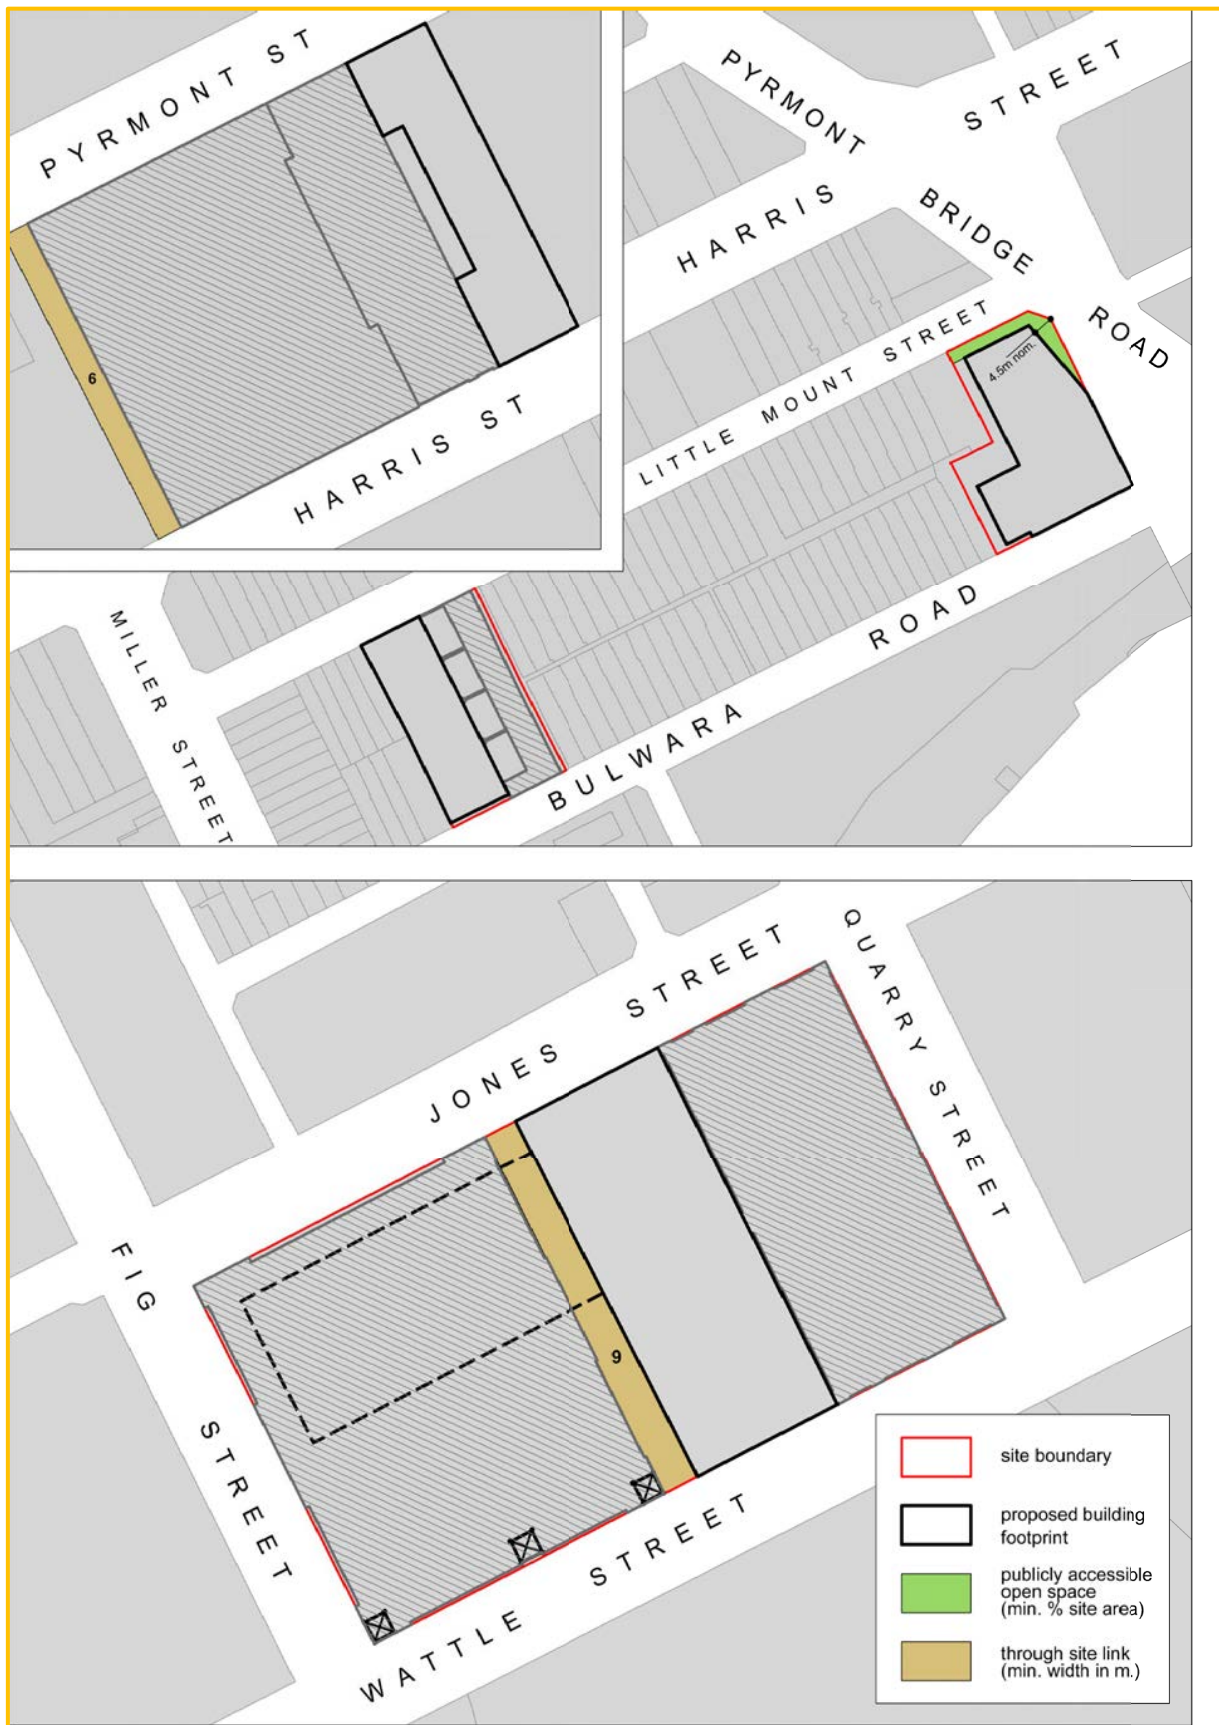 PYRMONT ST
6
HARRIS ST
PYRMONT
BRIDGE
ROAD
HARRIS
STREET
LITTLE MOUNT STREET
4.5m nom.
MILLER STREET
BULWARA
ROAD
JONES STREET
QUARRY STREET
FIG
STREET
9
WATTLE
STREET
site boundary
proposed building
footprint
publicly accessible
open space
(min. % site area)
through site link
(min. width in m.)